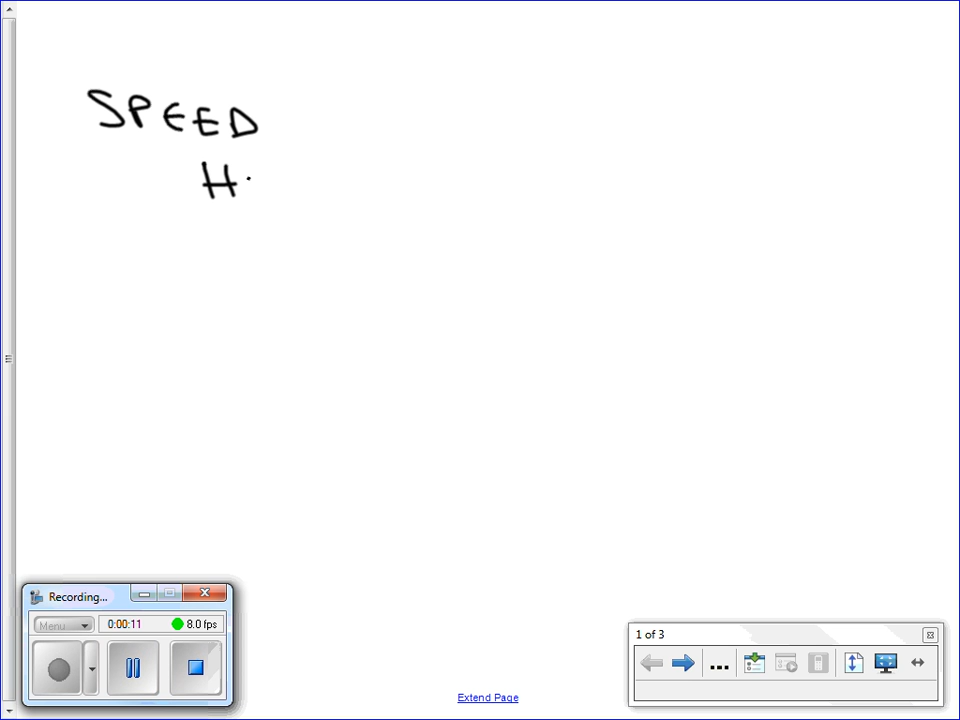 SPEED
H
Recording...
Menu
0:00:11
8.0 fps
1 of 3
...
Extend Page